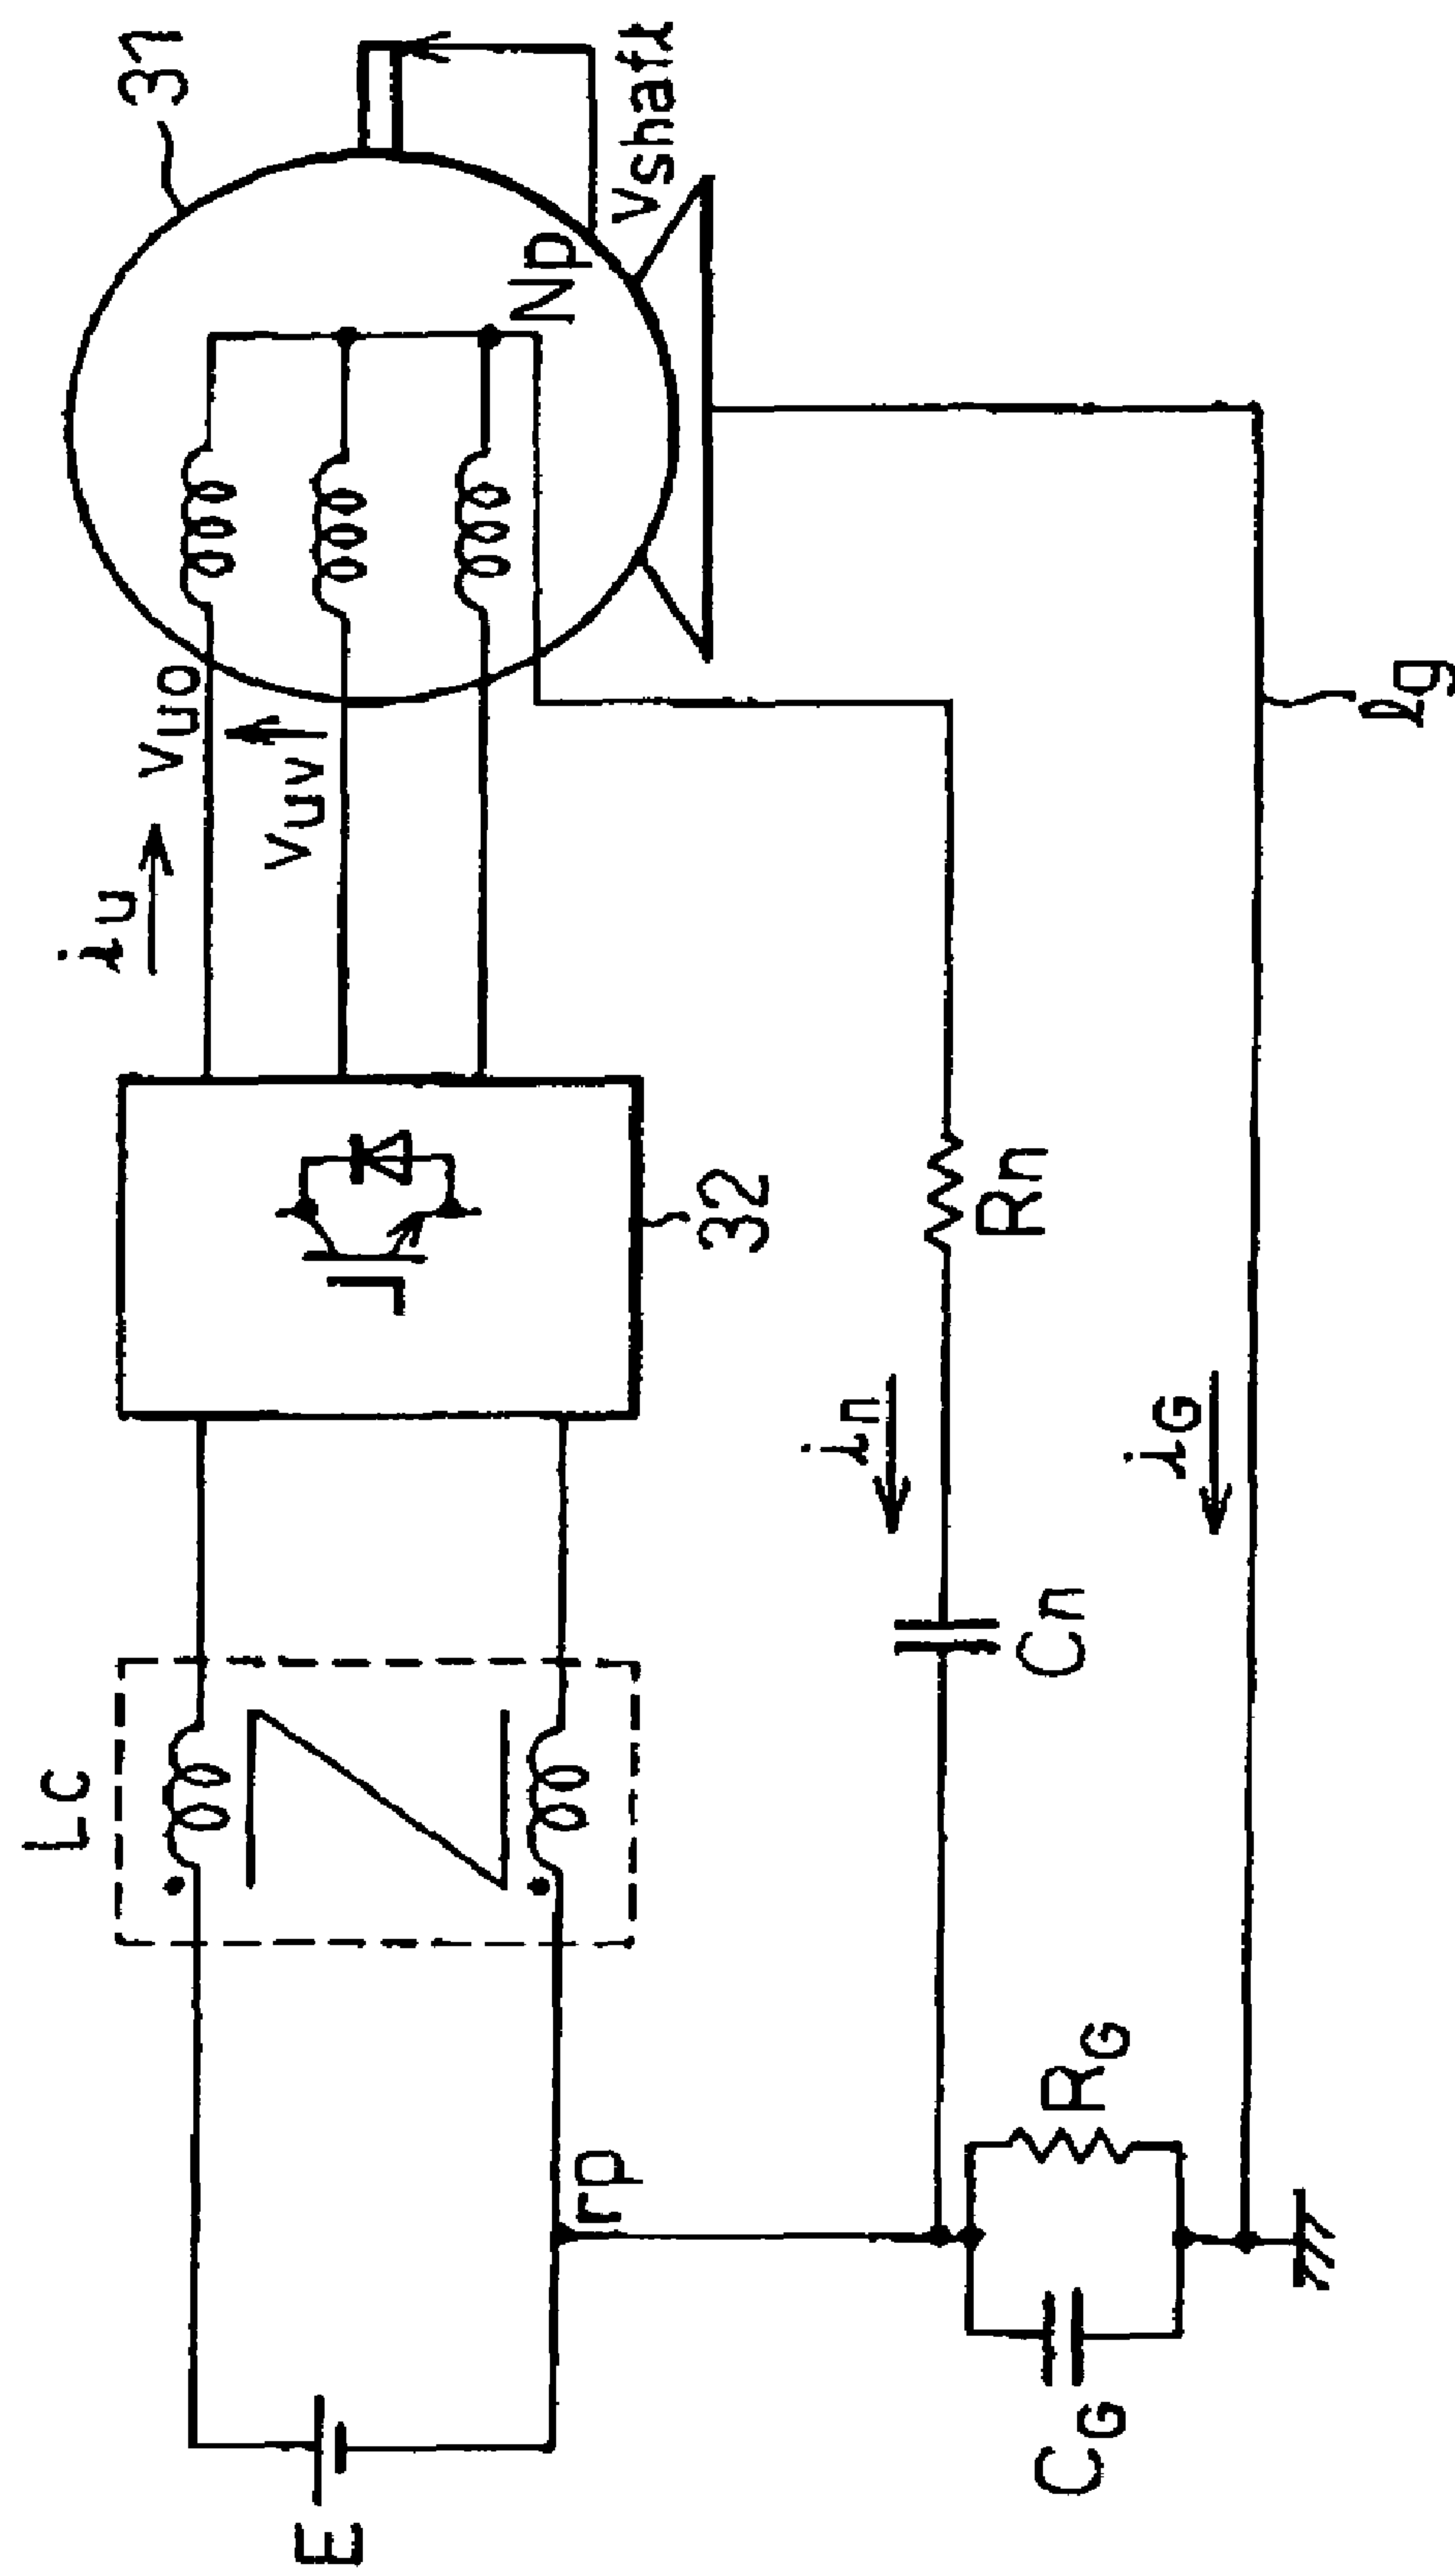 31
Vshaft
Np
vuo
vuv
iu
32
Lc
Rn
in
Cn
iG
ℓg
rp
RG
CG
E